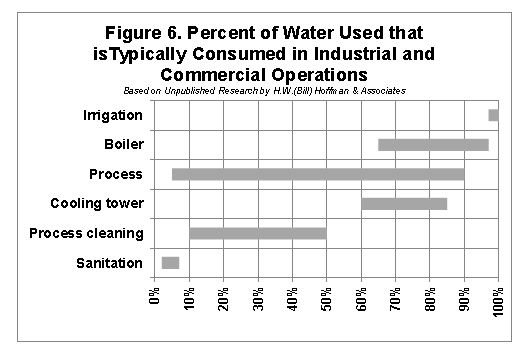 Figure 6. Percent of Water Used that
isTypically Consumed in Industrial and
Commercial Operations
Based on Unpublished Research by H.W.(Bill) Hoffman & Associates
Irrigation
Boiler
Process
Cooling tower
Process cleaning
Sanitation
0% 10% 20% 30% 40% 50% 60% 70% 80% 90% 100%